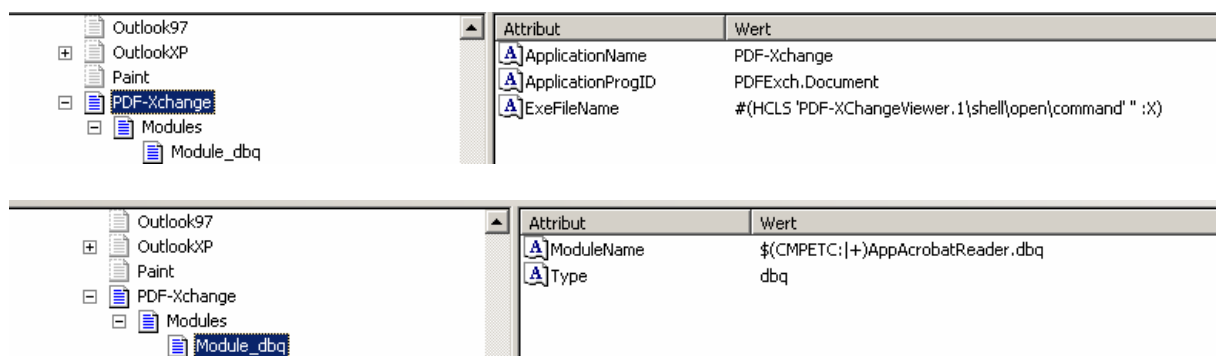 Outlook97
OutlookXP
Paint
PDF-Xchange
Modules
Module_dbq
Attribut Wert
ApplicationName PDF-Xchange
ApplicationProgID PDFExch.Document
ExeFileName #(HCLS 'PDF-XChangeViewer.1\shell\open\command' '' :X)
Outlook97
OutlookXP
Paint
PDF-Xchange
Modules
Module_dbq
Attribut Wert
ModuleName $(CMPETC:|+)AppAcrobatReader.dbq
Type dbq